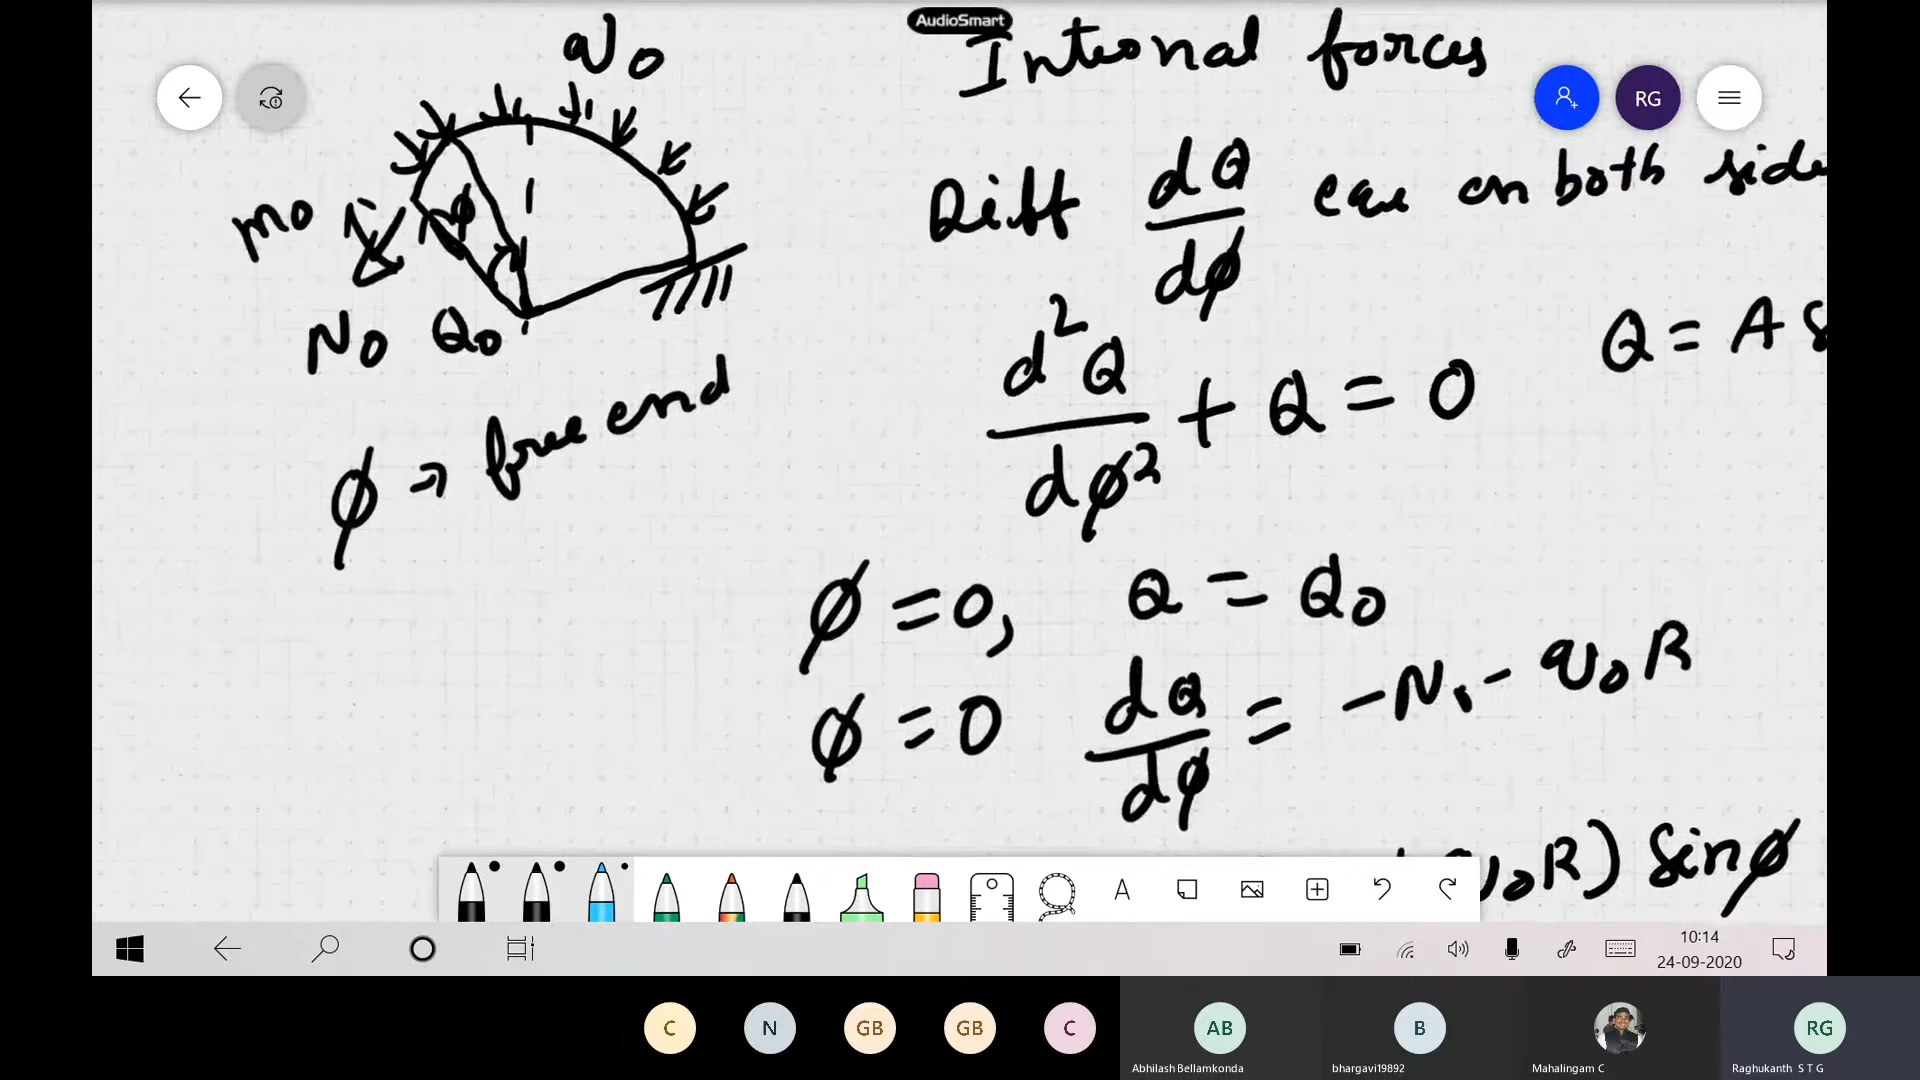 AudioSmart
Internal forces
q₀
RG
Diff dQ/dϕ eqn on both side
m₀
ϕ
N₀ Q₀
d²Q/dϕ² + Q = 0
Q = A S
ϕ → free end
ϕ = 0, Q = Q₀
ϕ = 0 dQ/dϕ = -N₀ - q₀R
q₀R) Sinϕ
A
10:14
24-09-2020
C N GB GB C AB B RG
Abhilash Bellamkonda bhargavi19892 Mahalingam C Raghukanth S T G